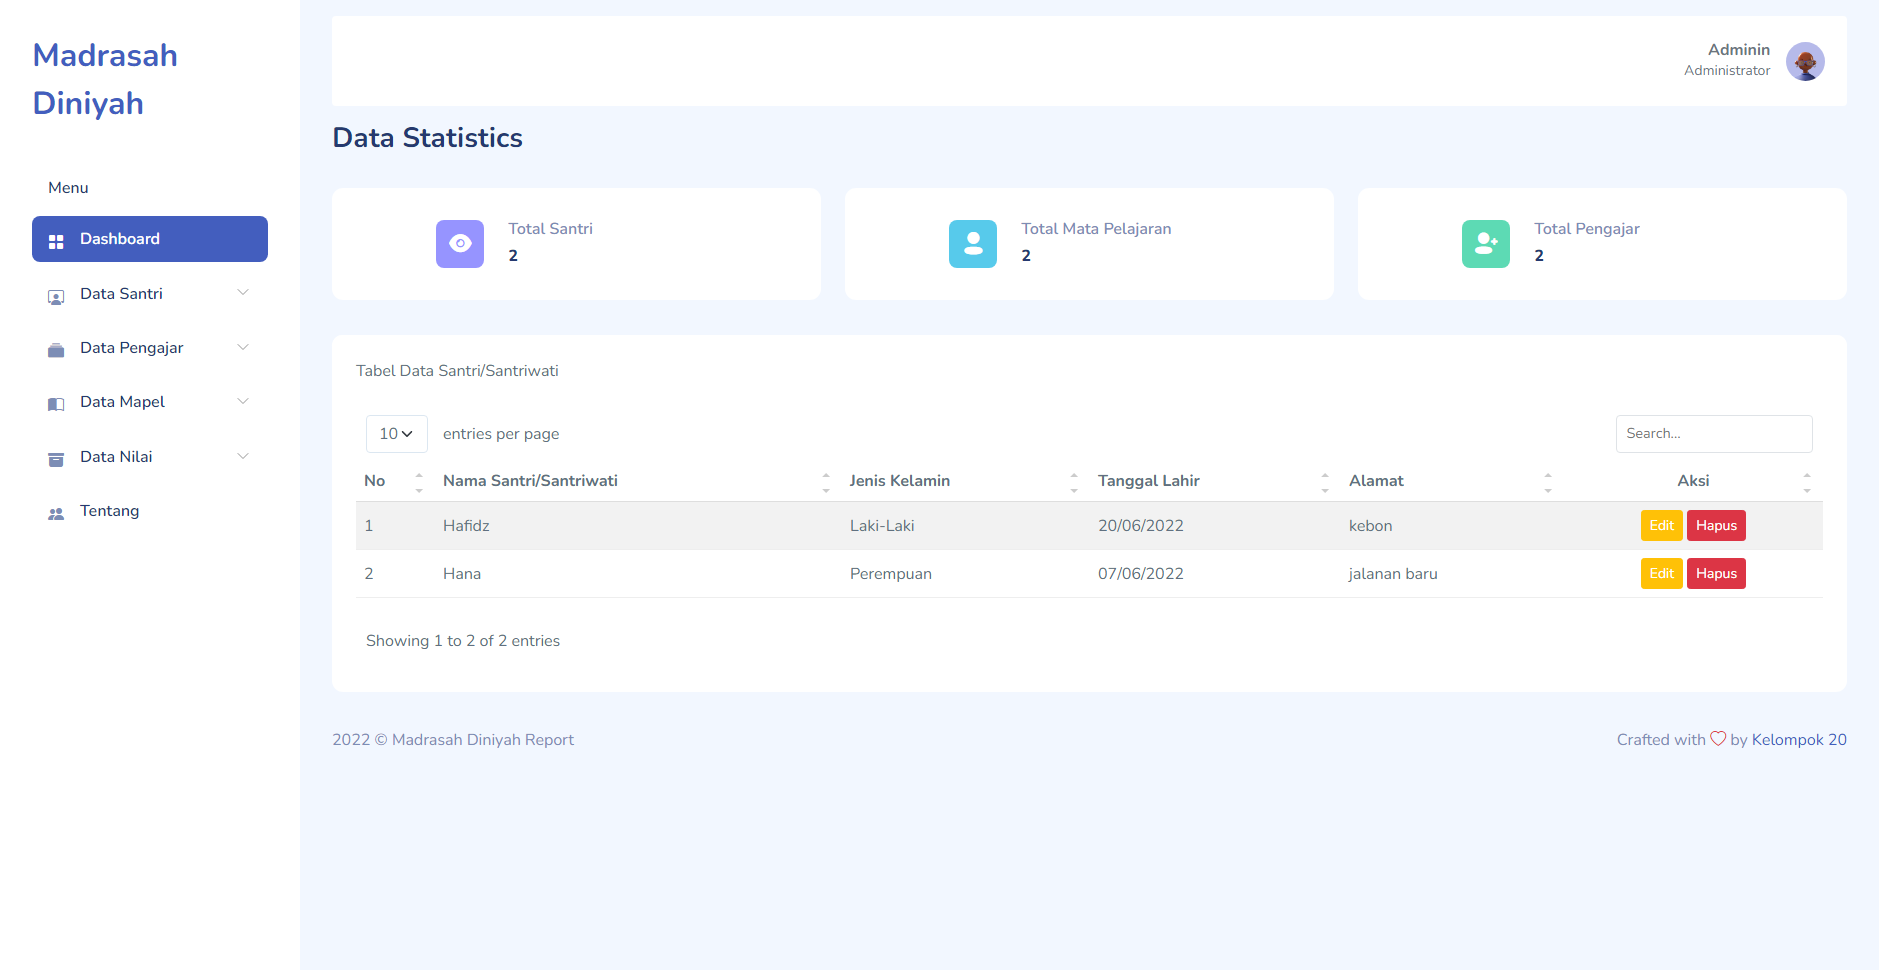 Madrasah
Diniyah
Menu
Dashboard
Data Santri
Data Pengajar
Data Mapel
Data Nilai
Tentang
Adminin
Administrator
Data Statistics
Total Santri
2
Total Mata Pelajaran
2
Total Pengajar
2
Tabel Data Santri/Santriwati
10 entries per page
Search...
No Nama Santri/Santriwati Jenis Kelamin Tanggal Lahir Alamat Aksi
1 Hafidz Laki-Laki 20/06/2022 kebon Edit Hapus
2 Hana Perempuan 07/06/2022 jalanan baru Edit Hapus
Showing 1 to 2 of 2 entries
2022 © Madrasah Diniyah Report
Crafted with ♡ by Kelompok 20